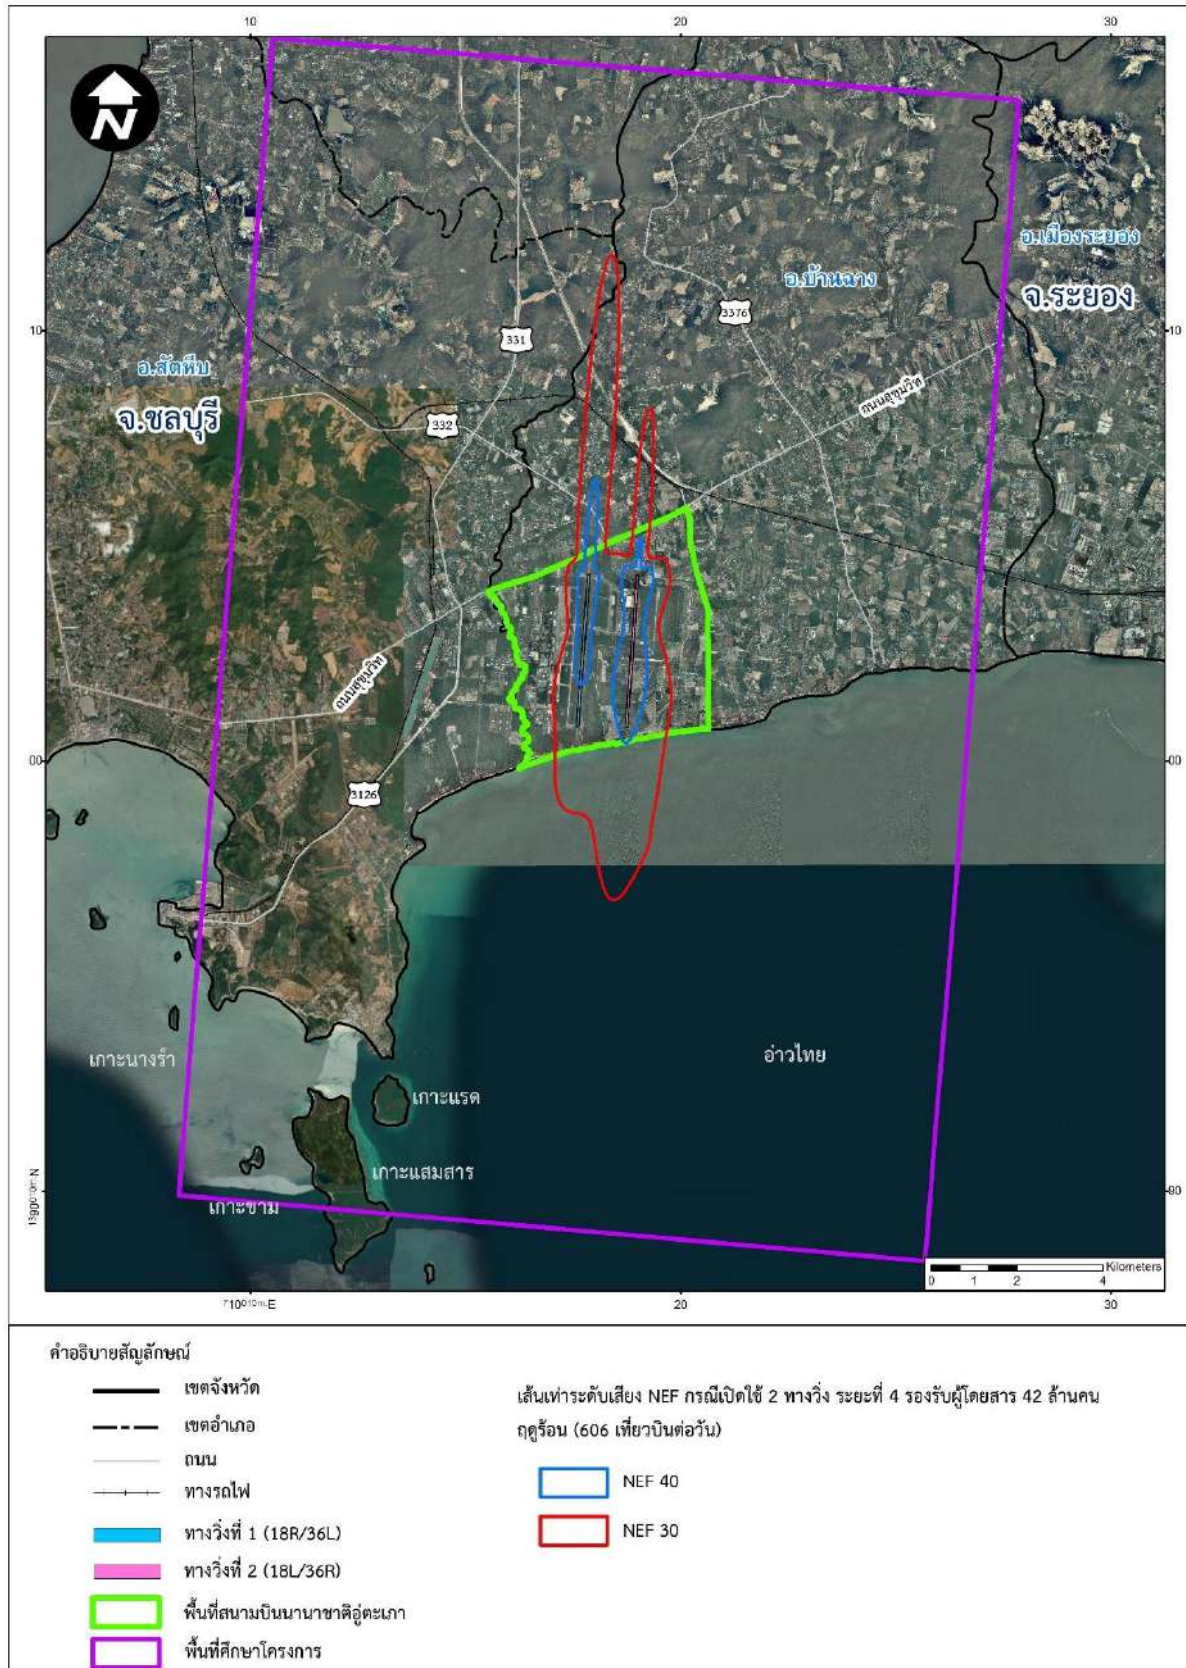 10 20 30
N
อ.เมืองระยอง
อ.บ้านฉาง
จ.ระยอง
3376
10 331 10
อ.สัตหีบ
ถนนสุขุมวิท
จ.ชลบุรี
332
ถนนสุขุมวิท
00 00
3126
เกาะนางรำ
อ่าวไทย
เกาะแรด
เกาะแสมสาร
1390⁰¹⁰m.N 90
เกาะขาม
Kilometers
0 1 2 4
710⁰¹⁰m.E 20 30
คำอธิบายสัญลักษณ์
เขตจังหวัด
เขตอำเภอ
ถนน
ทางรถไฟ
ทางวิ่งที่ 1 (18R/36L)
ทางวิ่งที่ 2 (18L/36R)
พื้นที่สนามบินนานาชาติอู่ตะเภา
พื้นที่ศึกษาโครงการ
เส้นเท่าระดับเสียง NEF กรณีเปิดใช้ 2 ทางวิ่ง ระยะที่ 4 รองรับผู้โดยสาร 42 ล้านคน
ฤดูร้อน (606 เที่ยวบินต่อวัน)
NEF 40
NEF 30